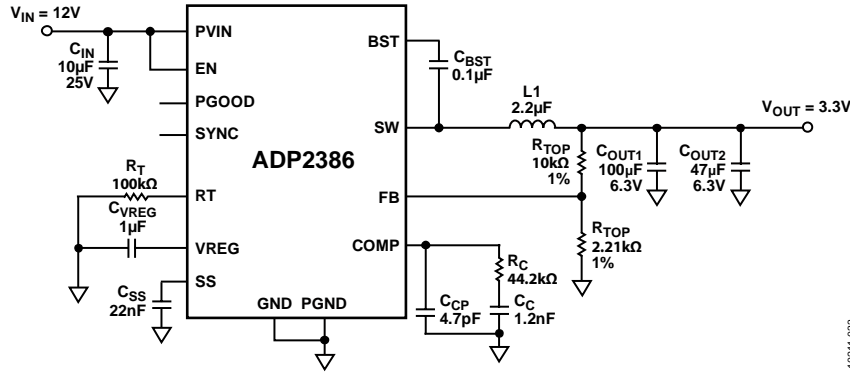 V_IN = 12V
C_IN
10µF
25V
PVIN
EN
PGOOD
SYNC
R_T
100kΩ
RT
C_VREG
1µF
VREG
C_SS
22nF
SS
GND PGND
ADP2386
BST
C_BST
0.1µF
SW
L1
2.2µF
V_OUT = 3.3V
R_TOP
10kΩ
1%
C_OUT1
100µF
6.3V
C_OUT2
47µF
6.3V
FB
R_TOP
2.21kΩ
1%
COMP
R_C
44.2kΩ
C_CP
4.7pF
C_C
1.2nF